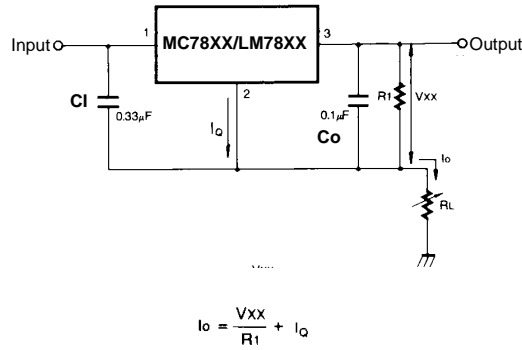 Input
1
MC78XX/LM78XX
3
Output
CI
0.33µF
2
IQ
0.1µF
Co
R1
VXX
Io
RL
Io = VXX / R1 + IQ